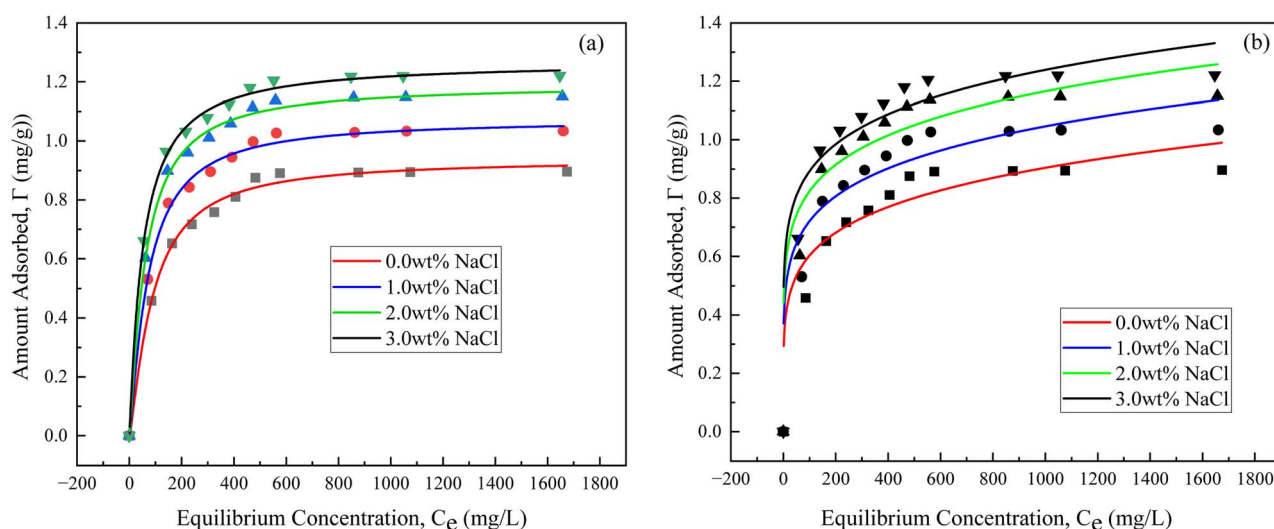 (a)
1.4
1.2
1.0
0.8
0.6
0.4
0.2
0.0
Amount Adsorbed, Γ (mg/g))
0.0wt% NaCl
1.0wt% NaCl
2.0wt% NaCl
3.0wt% NaCl
−200 0 200 400 600 800 1000 1200 1400 1600 1800
Equilibrium Concentration, Ce (mg/L)
(b)
1.4
1.2
1.0
0.8
0.6
0.4
0.2
0.0
Amount Adsorbed, Γ (mg/g))
0.0wt% NaCl
1.0wt% NaCl
2.0wt% NaCl
3.0wt% NaCl
−200 0 200 400 600 800 1000 1200 1400 1600 1800
Equilibrium Concentration, Ce (mg/L)